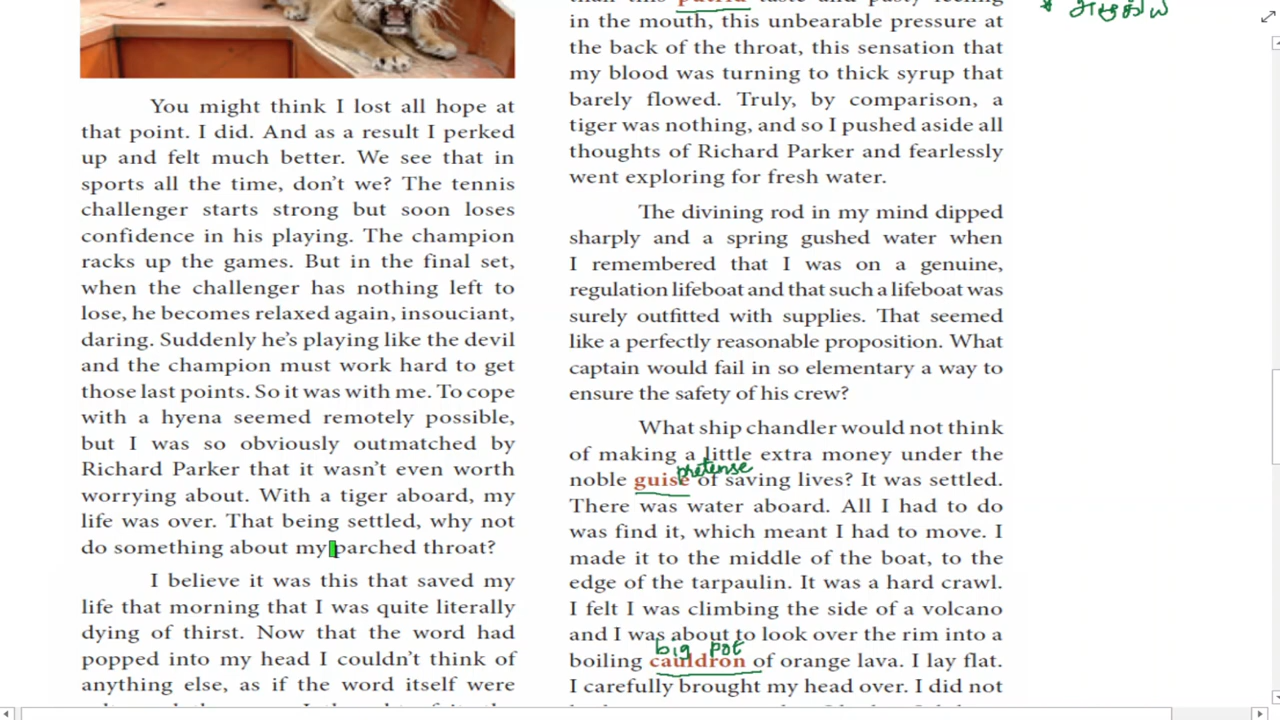 You might think I lost all hope at
that point. I did. And as a result I perked
up and felt much better. We see that in
sports all the time, don’t we? The tennis
challenger starts strong but soon loses
confidence in his playing. The champion
racks up the games. But in the final set,
when the challenger has nothing left to
lose, he becomes relaxed again, insouciant,
daring. Suddenly he’s playing like the devil
and the champion must work hard to get
those last points. So it was with me. To cope
with a hyena seemed remotely possible,
but I was so obviously outmatched by
Richard Parker that it wasn’t even worth
worrying about. With a tiger aboard, my
life was over. That being settled, why not
do something about my parched throat?
I believe it was this that saved my
life that morning that I was quite literally
dying of thirst. Now that the word had
popped into my head I couldn’t think of
anything else, as if the word itself were
in the mouth, this unbearable pressure at
the back of the throat, this sensation that
my blood was turning to thick syrup that
barely flowed. Truly, by comparison, a
tiger was nothing, and so I pushed aside all
thoughts of Richard Parker and fearlessly
went exploring for fresh water.
The divining rod in my mind dipped
sharply and a spring gushed water when
I remembered that I was on a genuine,
regulation lifeboat and that such a lifeboat was
surely outfitted with supplies. That seemed
like a perfectly reasonable proposition. What
captain would fail in so elementary a way to
ensure the safety of his crew?
What ship chandler would not think
of making a little extra money under the
pretense
noble guise of saving lives? It was settled.
There was water aboard. All I had to do
was find it, which meant I had to move. I
made it to the middle of the boat, to the
edge of the tarpaulin. It was a hard crawl.
I felt I was climbing the side of a volcano
and I was about to look over the rim into a
big pot
boiling cauldron of orange lava. I lay flat.
I carefully brought my head over. I did not